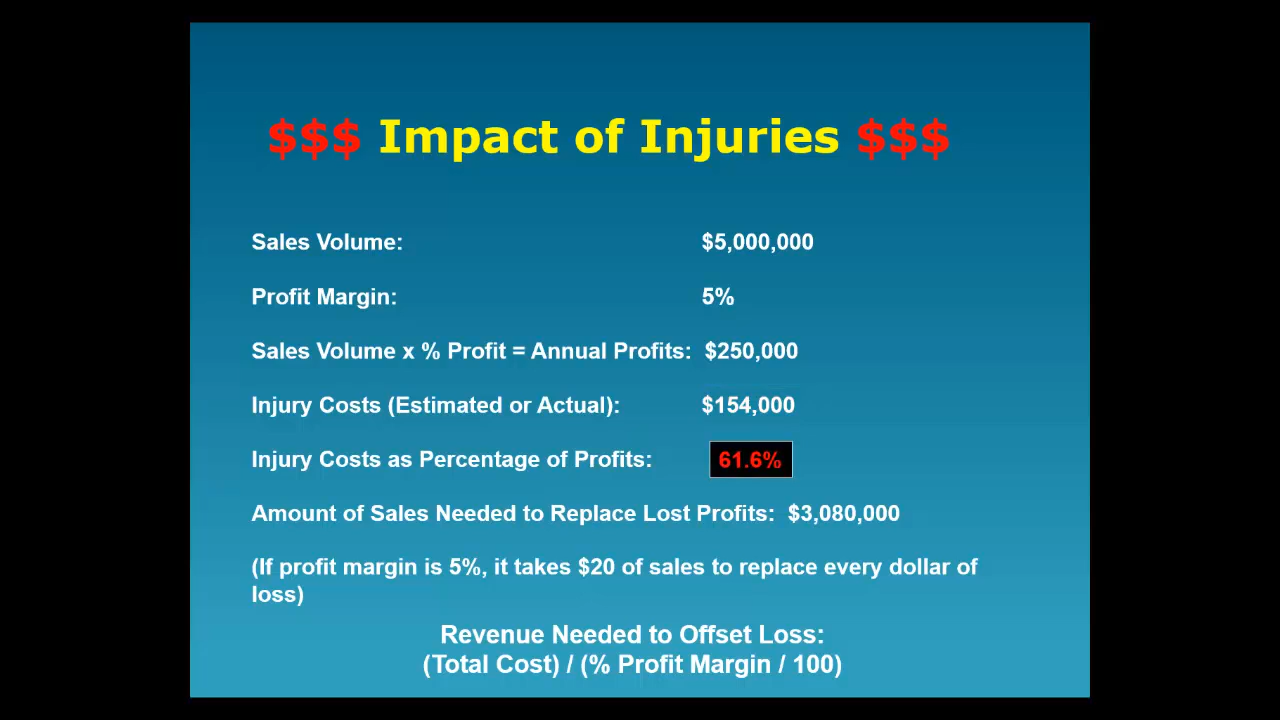 $$$ Impact of Injuries $$$
Sales Volume: $5,000,000
Profit Margin: 5%
Sales Volume x % Profit = Annual Profits: $250,000
Injury Costs (Estimated or Actual): $154,000
Injury Costs as Percentage of Profits: 61.6%
Amount of Sales Needed to Replace Lost Profits: $3,080,000
(If profit margin is 5%, it takes $20 of sales to replace every dollar of
loss)
Revenue Needed to Offset Loss:
(Total Cost) / (% Profit Margin / 100)